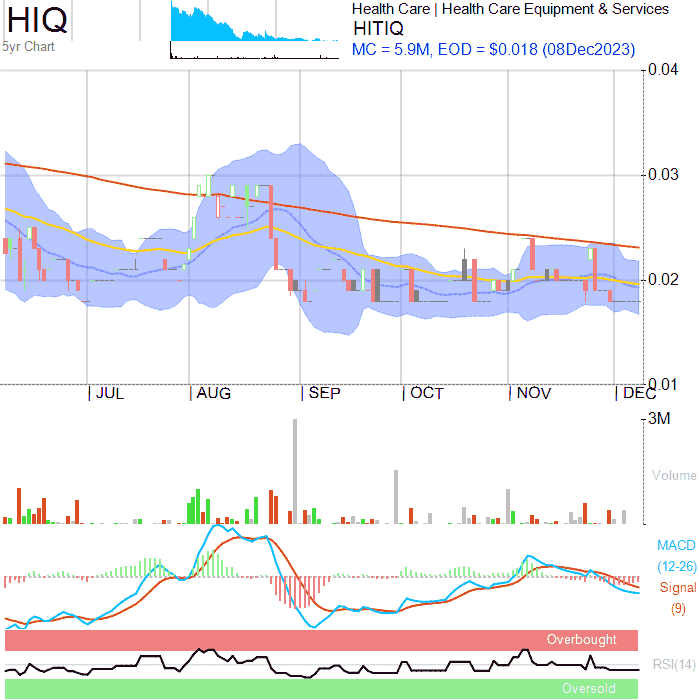 HIQ
5yr Chart
Health Care | Health Care Equipment & Services
HITIQ
MC = 5.9M, EOD = $0.018 (08Dec2023)
0.04
0.03
0.02
0.01
JUL
AUG
SEP
OCT
NOV
DEC
3M
Volume
MACD
(12-26)
Signal
(9)
Overbought
RSI(14)
Oversold